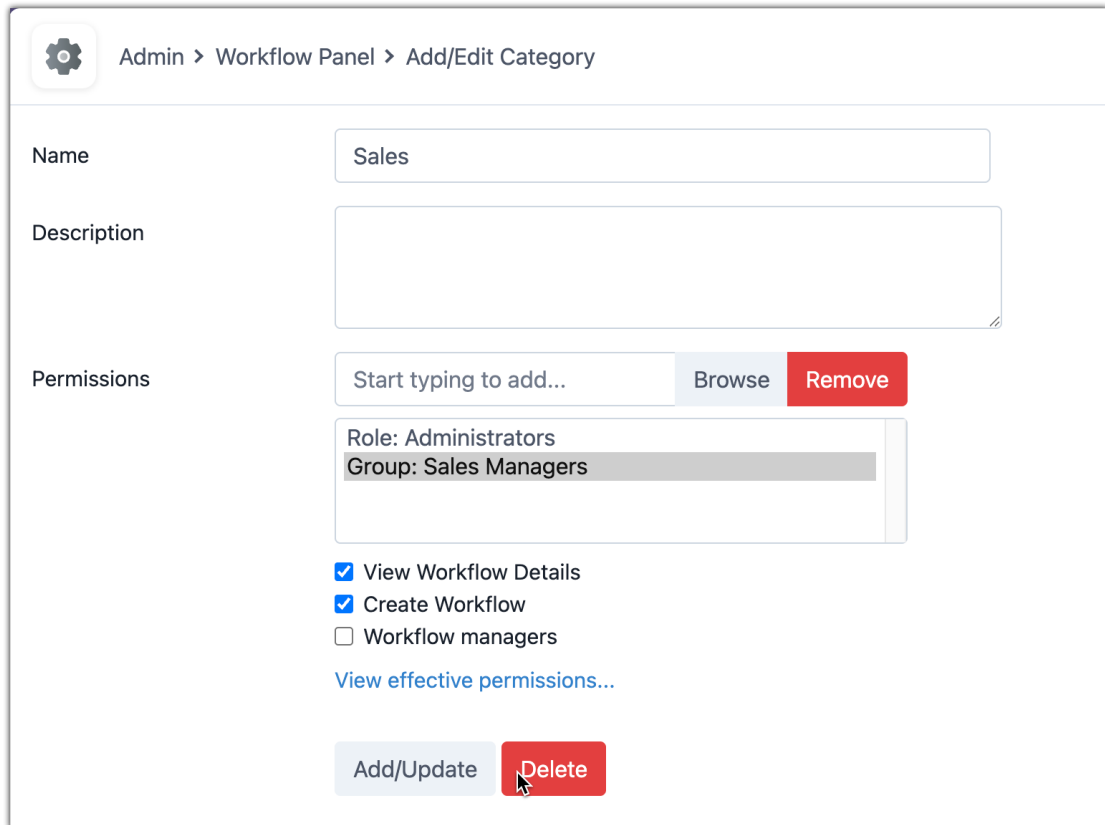 Admin > Workflow Panel > Add/Edit Category
Name
Sales
Description
Permissions
Start typing to add...
Browse
Remove
Role: Administrators
Group: Sales Managers
View Workflow Details
Create Workflow
Workflow managers
View effective permissions...
Add/Update
Delete